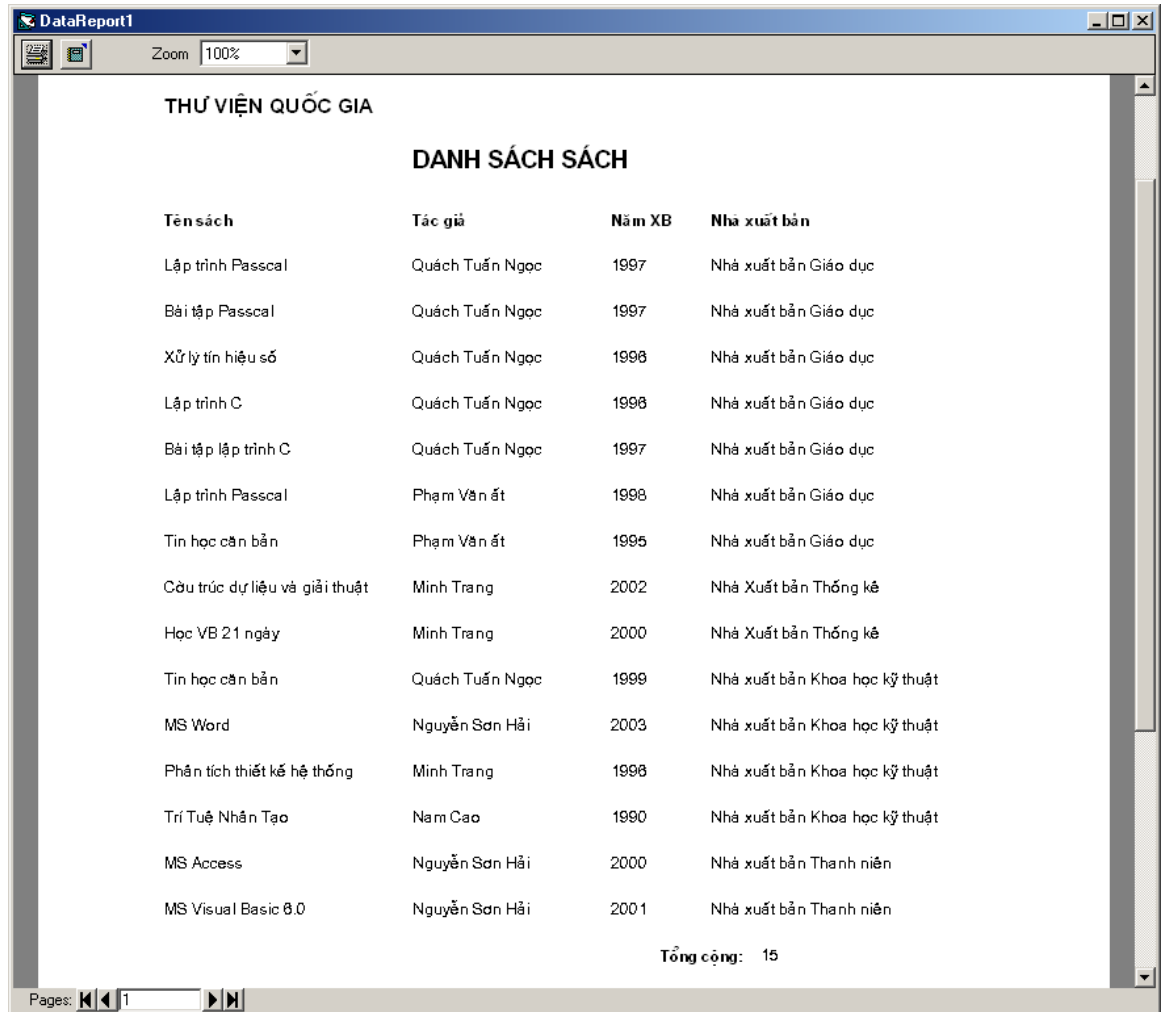 DataReport1
Zoom 100%
THƯ VIỆN QUỐC GIA
DANH SÁCH SÁCH
Tên sách Tác giả Năm XB Nhà xuất bản
Lập trình Passcal Quách Tuấn Ngọc 1997 Nhà xuất bản Giáo dục
Bài tập Passcal Quách Tuấn Ngọc 1997 Nhà xuất bản Giáo dục
Xử lý tín hiệu số Quách Tuấn Ngọc 1996 Nhà xuất bản Giáo dục
Lập trình C Quách Tuấn Ngọc 1996 Nhà xuất bản Giáo dục
Bài tập lập trình C Quách Tuấn Ngọc 1997 Nhà xuất bản Giáo dục
Lập trình Passcal Phạm Văn ất 1998 Nhà xuất bản Giáo dục
Tin học căn bản Phạm Văn ất 1995 Nhà xuất bản Giáo dục
Cờu trúc dự liệu và giải thuật Minh Trang 2002 Nhà Xuất bản Thống kê
Học VB 21 ngày Minh Trang 2000 Nhà Xuất bản Thống kê
Tin học căn bản Quách Tuấn Ngọc 1999 Nhà xuất bản Khoa học kỹ thuật
MS Word Nguyễn Sơn Hải 2003 Nhà xuất bản Khoa học kỹ thuật
Phân tích thiết kế hệ thống Minh Trang 1996 Nhà xuất bản Khoa học kỹ thuật
Trí Tuệ Nhân Tạo Nam Cao 1990 Nhà xuất bản Khoa học kỹ thuật
MS Access Nguyễn Sơn Hải 2000 Nhà xuất bản Thanh niên
MS Visual Basic 6.0 Nguyễn Sơn Hải 2001 Nhà xuất bản Thanh niên
Tổng cộng: 15
Pages: 1